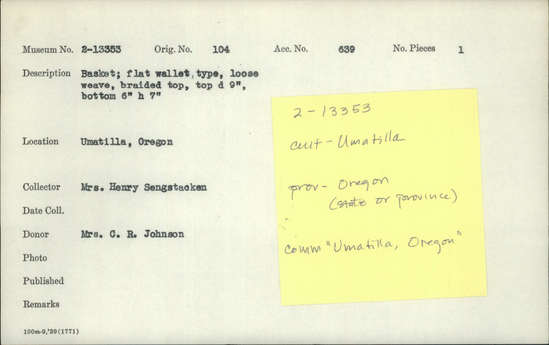 Museum No. 2-13353 Orig. No. 104 Acc. No. 639 No. Pieces 1
Description Basket; flat wallet type, loose
weave, braided top, top d 9",
bottom 6" h 7"
Location Umatilla, Oregon
Collector Mrs. Henry Sengstacken
Date Coll.
Donor Mrs. C. R. Johnson
Photo
Published
Remarks
100m-9,'29(1771)
2-13353
cult - Umatilla
prov- Oregon
(state or province)
comm "Umatilla, Oregon"